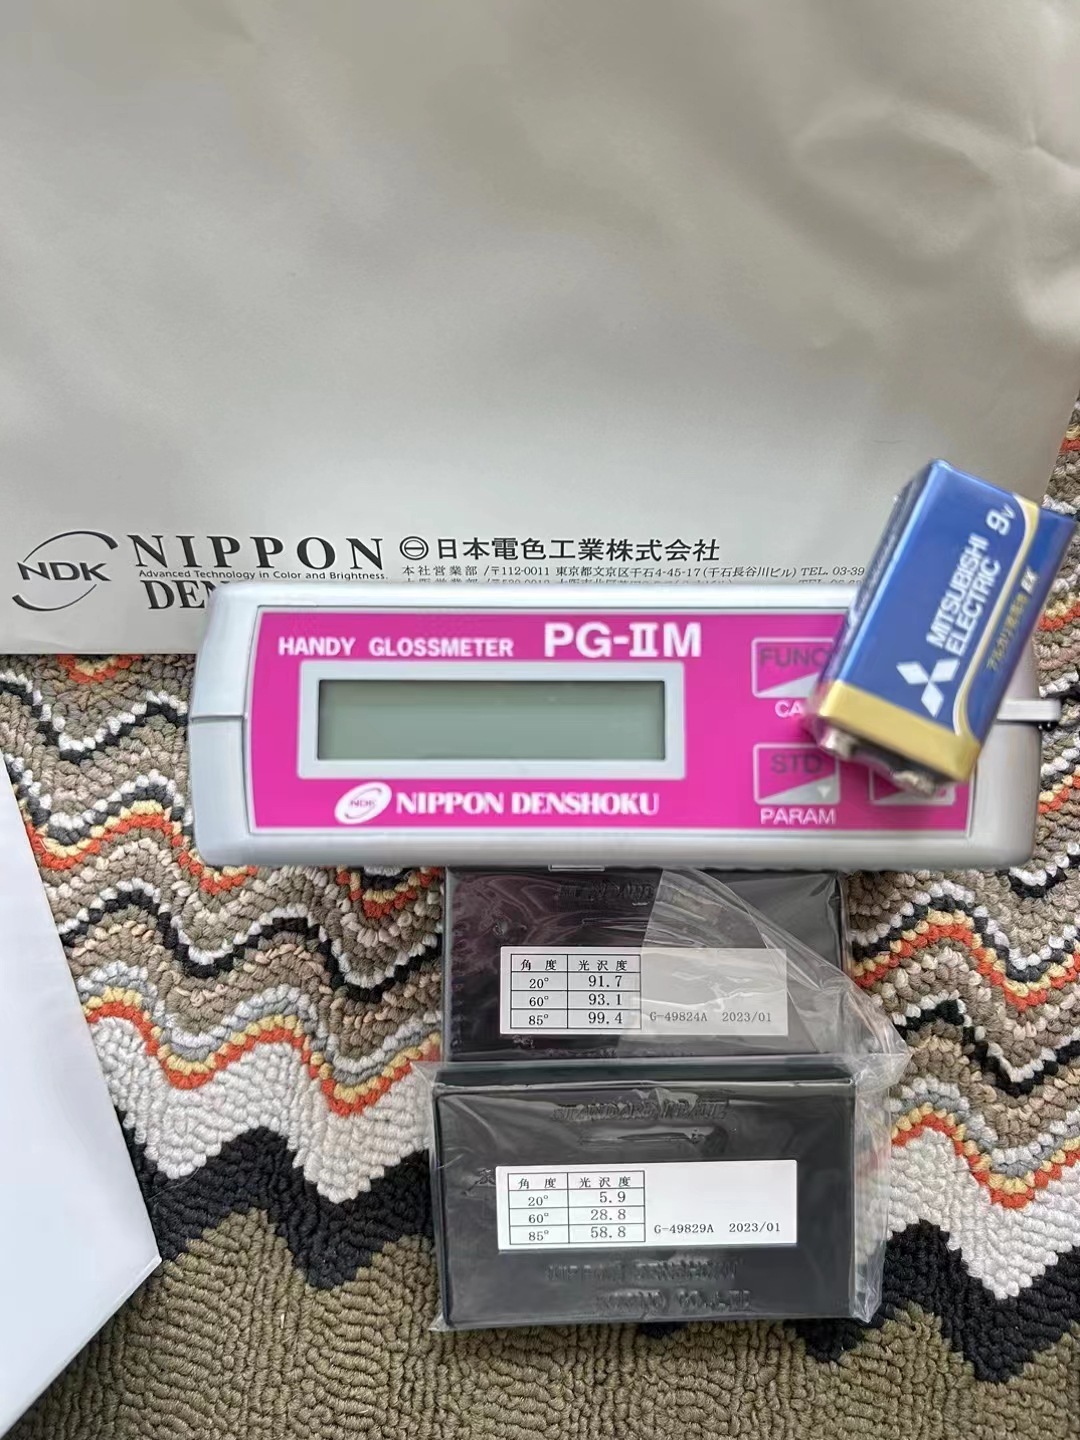 NDK
NIPPON
Advanced Technology in Color and Brightness.
DEN
日本電色工業株式会社
本社営業部/〒112-0011 東京都文京区千石4-45-17(千石長谷川ビル) TEL. 03-39
HANDY GLOSSMETER PG-ⅡM
FUNC
CA
STD
PARAM
NDK NIPPON DENSHOKU
MITSUBISHI
ELECTRIC
9V
角 度 光 沢 度
20° 91.7
60° 93.1
85° 99.4
G-49824A 2023/01
STANDARD PLATE
角 度 光 沢 度
20° 5.9
60° 28.8
85° 58.8
G-49829A 2023/01